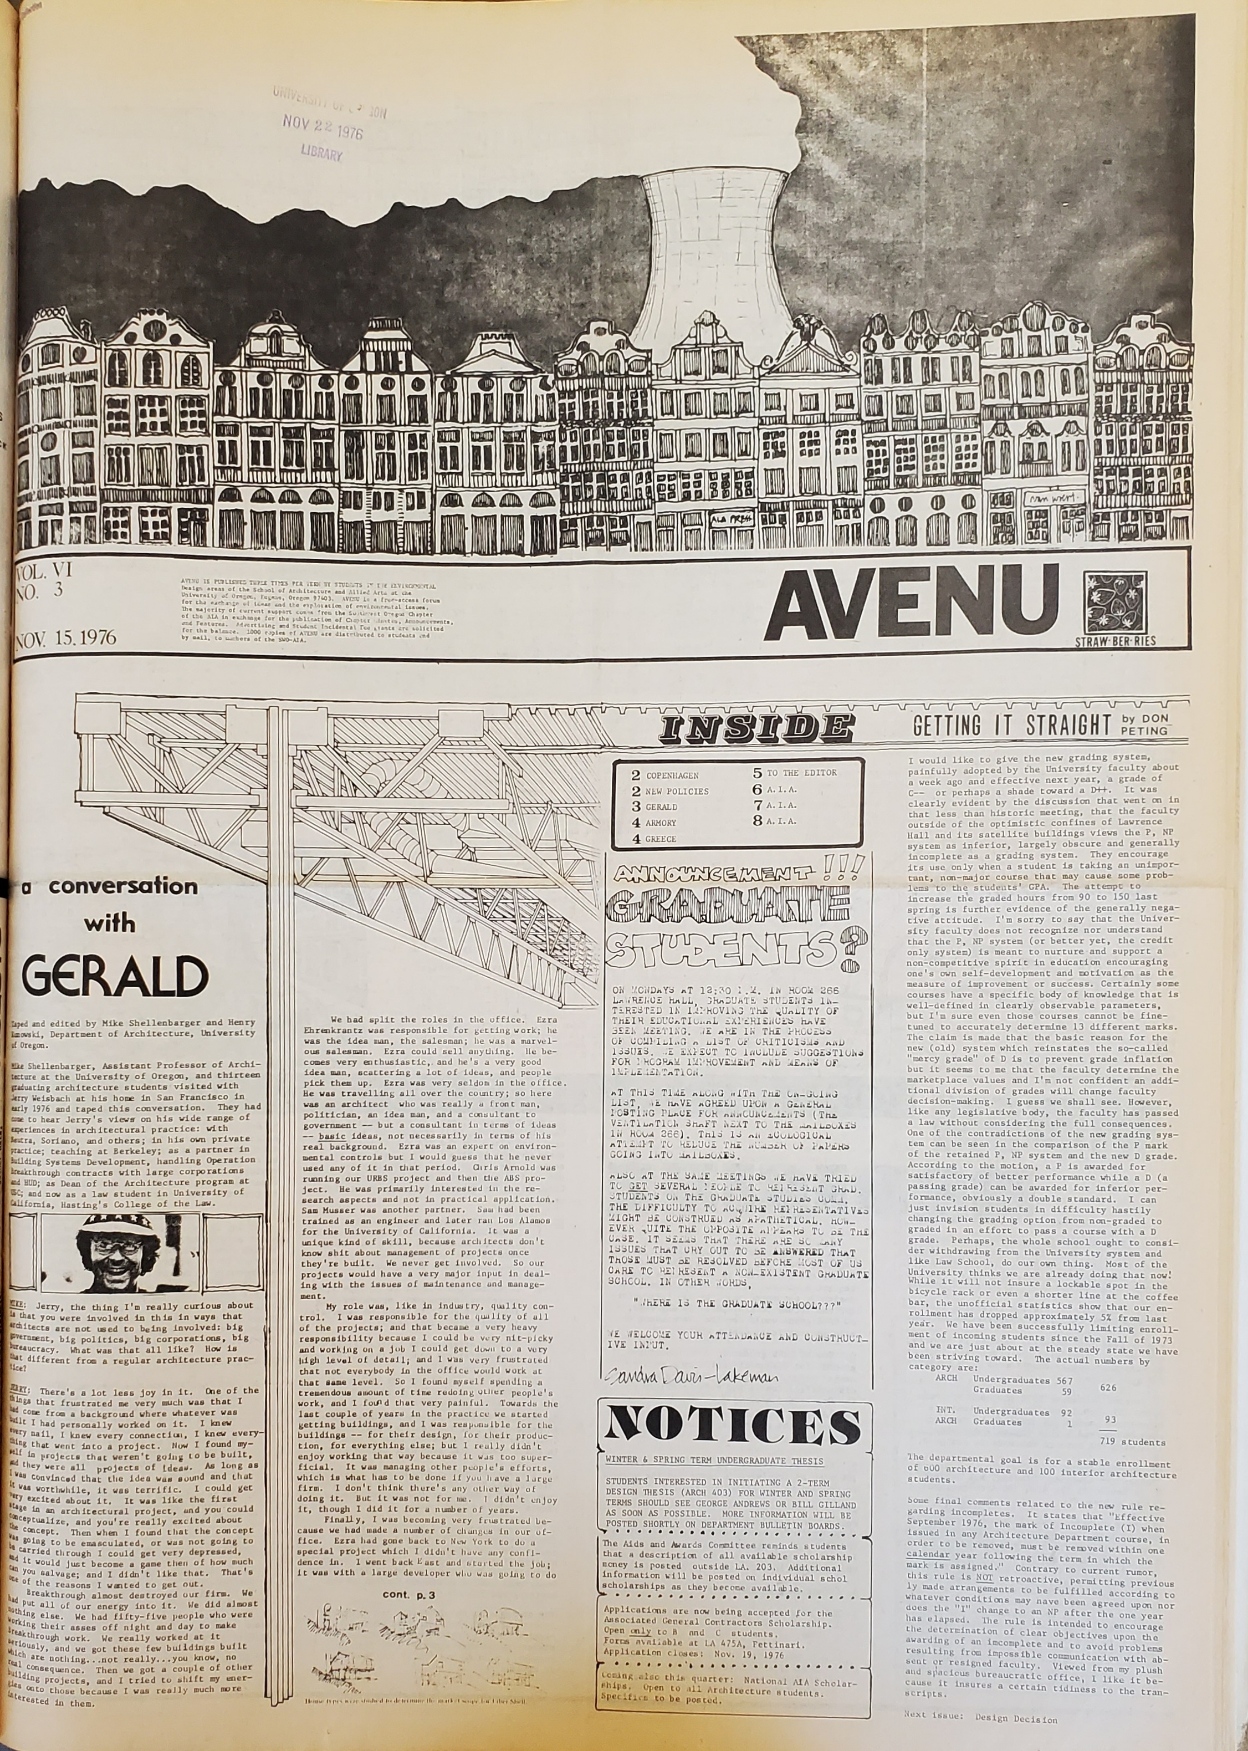 UNIVERSITY OF
NOV 22 1976
LIBRARY
ALA PRESS
VOL. VI
NO. 3
NOV. 15. 1976
AVENU IS PUBLISHED THREE TIMES PER TERM BY STUDENTS IN THE ENVIRONMENTAL
Design areas of the School of Architecture and Allied Arts at the
University of Oregon, Eugene, Oregon 97403. AVENU is a free-access forum
for the exchange of ideas and the exploration of environmental issues.
The majority of current support comes from the Southwest Oregon Chapter
of the AIA in exchange for the publication of Chapter Minutes, Announcements,
and Features. Advertising and Student Incidental Fee grants are solicited
for the balance. 1000 copies of AVENU are distributed to students and
by mail, to members of the SWO-AIA.
AVENU
STRAW·BER·RIES
a conversation
with
GERALD
Taped and edited by Mike Shellenbarger and Henry
Department of Architecture, University
of Oregon.
Mike Shellenbarger, Assistant Professor of Archi-
tecture at the University of Oregon, and thirteen
graduating architecture students visited with
Jerry Weisbach at his home in San Francisco in
early 1976 and taped this conversation. They had
come to hear Jerry's views on his wide range of
experiences in architectural practice: with
Neutra, Soriano, and others; in his own private
practice; teaching at Berkeley; as a partner in
Building Systems Development, handling Operation
Breakthrough contracts with large corporations
and HUD; as Dean of the Architecture program at
USC; and now as a law student in University of
California, Hasting's College of the Law.
MIKE: Jerry, the thing I'm really curious about
is that you were involved in this in ways that
architects are not used to being involved: big
government, big politics, big corporations, big
bureaucracy. What was that all like? How is
that different from a regular architecture prac-
tice?
JERRY: There's a lot less joy in it. One of the
things that frustrated me very much was that I
had come from a background where whatever was
built I had personally worked on it. I knew
every nail, I knew every connection, I knew every-
thing that went into a project. Now I found my-
self in projects that weren't going to be built,
and they were all projects of ideas. As long as
I was convinced that the idea was sound and that
it was worthwhile, it was terrific. I could get
very excited about it. It was like the first
stage in an architectural project, and you could
conceptualize, and you're really excited about
the concept. Then when I found that the concept
was going to be emasculated, or was not going to
be carried through I could get very depressed,
and it would just become a game then of how much
can you salvage; and I didn't like that. That's
one of the reasons I wanted to get out.
Breakthrough almost destroyed our firm. We
had put all of our energy into it. We did almost
nothing else. We had fifty-five people who were
working their asses off night and day to make
Breakthrough work. We really worked at it
seriously, and we got these few buildings built
which are nothing...not really...you know, no
real consequence. Then we got a couple of other
building projects, and I tried to shift my ener-
gies onto those because I was really much more
interested in them.
We had split the roles in the office. Ezra
Ehrenkrantz was responsible for getting work; he
was the idea man, the salesman; he was a marvel-
ous salesman. Ezra could sell anything. He be-
comes very enthusiastic, and he's a very good
idea man, scattering a lot of ideas, and people
pick them up. Ezra was very seldom in the office.
He was travelling all over the country; so here
was an architect who was really a front man,
politician, an idea man, and a consultant to
government -- but a consultant in terms of ideas
-- basic ideas, not necessarily in terms of his
real background. Ezra was an expert on environ-
mental controls but I would guess that he never
used any of it in that period. Chris Arnold was
running our URBS project and then the ABS pro-
ject. He was primarily interested in the re-
search aspects and not in practical application.
Sam Musser was another partner. Sam had been
trained as an engineer and later ran Los Alamos
for the University of California. It was a
unique kind of skill, because architects don't
know shit about management of projects once
they're built. We never get involved. So our
projects would have a very major input in deal-
ing with the issues of maintenance and manage-
ment.
My role was, like in industry, quality con-
trol. I was responsible for the quality of all
of the projects; and that became a very heavy
responsibility because I could be very nit-picky
and working on a job I could get down to a very
high level of detail; and I was very frustrated
that not everybody in the office would work at
that same level. So I found myself spending a
tremendous amount of time redoing other people's
work, and I found that very painful. Towards the
last couple of years in the practice we started
getting buildings, and I was responsible for the
buildings -- for their design, for their produc-
tion, for everything else; but I really didn't
enjoy working that way because it was too super-
ficial. It was managing other people's efforts,
which is what has to be done if you have a large
firm. I don't think there's any other way of
doing it. But it was not for me. I didn't enjoy
it, though I did it for a number of years.
Finally, I was becoming very frustrated be-
cause we had made a number of changes in our of-
fice. Ezra had gone back to New York to do a
special project which I didn't have any confi-
dence in. I went back East and started the job;
it was with a large developer who was going to do
cont. p.3
House types were studied to determine the market scope for Fiber Shell.
INSIDE
2 COPENHAGEN
2 NEW POLICIES
3 GERALD
4 ARMORY
4 GREECE
5 TO THE EDITOR
6 A.I.A.
7 A.I.A.
8 A.I.A.
ANNOUNCEMENT!!!
GRADUATE
STUDENTS?
ON MONDAYS AT 12:30 P.M. IN ROOM 266
LAWRENCE HALL, GRADUATE STUDENTS IN-
TERESTED IN IMPROVING THE QUALITY OF
THEIR EDUCATIONAL EXPERIENCES HAVE
BEEN MEETING. WE ARE IN THE PROCESS
OF COMPILING A LIST OF CRITICISMS AND
ISSUES. WE EXPECT TO INCLUDE SUGGESTIONS
FOR PROGRAM IMPROVEMENT AND MEANS OF
IMPLEMENTATION.
AT THIS TIME ALONG WITH THE ON-GOING
LIST, WE HAVE AGREED UPON A GENERAL
POSTING PLACE FOR ANNOUNCEMENTS (THE
VENTILATION SHAFT NEXT TO THE MAILBOXES
IN ROOM 266). THIS IS AN ECOLOGICAL
ATTEMPT TO REDUCE THE NUMBER OF PAPERS
GOING INTO MAILBOXES.
ALSO AT THE SAME MEETINGS WE HAVE TRIED
TO GET SEVERAL PEOPLE TO REPRESENT GRAD.
STUDENTS ON THE GRADUATE STUDIES COMM.
THE DIFFICULTY TO ACQUIRE REPRESENTATIVES
MIGHT BE CONSTRUED AS APATHETICAL. HOW-
EVER QUITE THE OPPOSITE APPEARS TO BE THE
CASE. IT SEEMS THAT THERE ARE SO MANY
ISSUES THAT CRY OUT TO BE ANSWERED THAT
THOSE MUST BE RESOLVED BEFORE MOST OF US
CARE TO REPRESENT A NON-EXISTENT GRADUATE
SCHOOL. IN OTHER WORDS,
"WHERE IS THE GRADUATE SCHOOL???"
WE WELCOME YOUR ATTENDANCE AND CONSTRUCT-
IVE INPUT.
Sandra Davis-Lakeman
NOTICES
WINTER & SPRING TERM UNDERGRADUATE THESIS
STUDENTS INTERESTED IN INITIATING A 2-TERM
DESIGN THESIS (ARCH 403) FOR WINTER AND SPRING
TERMS SHOULD SEE GEORGE ANDREWS OR BILL GILLAND
AS SOON AS POSSIBLE. MORE INFORMATION WILL BE
POSTED SHORTLY ON DEPARTMENT BULLETIN BOARDS.
The Aids and Awards Committee reminds students
that a description of all available scholarship
money is posted outside LA. 203. Additional
information will be posted on individual schol
scholarships as they become available.
Applications are now being accepted for the
Associated General Contractors Scholarship.
Open only to B and C students.
Forms available at LA 475A, Pettinari.
Application closes: Nov. 19, 1976
Coming also this quarter: National AIA Scholar-
ships. Open to all Architecture students.
Specifics to be posted.
GETTING IT STRAIGHT by DON
PETING
I would like to give the new grading system,
painfully adopted by the University faculty about
a week ago and effective next year, a grade of
C-- or perhaps a shade toward a D++. It was
clearly evident by the discussion that went on in
that less than historic meeting, that the faculty
outside of the optimistic confines of Lawrence
Hall and its satellite buildings views the P, NP
system as inferior, largely obscure and generally
incomplete as a grading system. They encourage
its use only when a student is taking an unimpor-
tant, non-major course that may cause some prob-
lems to the students' GPA. The attempt to
increase the graded hours from 90 to 150 last
spring is further evidence of the generally nega-
tive attitude. I'm sorry to say that the Univer-
sity faculty does not recognize nor understand
that the P, NP system (or better yet, the credit
only system) is meant to nurture and support a
non-competitive spirit in education encouraging
one's own self-development and motivation as the
measure of improvement or success. Certainly some
courses have a specific body of knowledge that is
well-defined in clearly observable parameters,
but I'm sure even those courses cannot be fine-
tuned to accurately determine 13 different marks.
The claim is made that the basic reason for the
new (old) system which reinstates the so-called
"mercy grade" of D is to prevent grade inflation
but it seems to me that the faculty determine the
marketplace values and I'm not confident an addi-
tional division of grades will change faculty
decision-making. I guess we shall see. However,
like any legislative body, the faculty has passed
a law without considering the full consequences.
One of the contradictions of the new grading sys-
tem can be seen in the comparison of the P mark
of the retained P, NP system and the new D grade.
According to the motion, a P is awarded for
satisfactory of better performance while a D (a
passing grade) can be awarded for inferior per-
formance, obviously a double standard. I can
just invision students in difficulty hastily
changing the grading option from non-graded to
graded in an effort to pass a course with a D
grade. Perhaps, the whole school ought to consi-
der withdrawing from the University system and
like Law School, do our own thing. Most of the
University thinks we are already doing that now!
While it will not insure a lockable spot in the
bicycle rack or even a shorter line at the coffee
bar, the unofficial statistics show that our en-
rollment has dropped approximately 5% from last
year. We have been successfully limiting enroll-
ment of incoming students since the Fall of 1973
and we are just about at the steady state we have
been striving toward. The actual numbers by
category are:
ARCH Undergraduates 567
Graduates 59 626
INT. Undergraduates 92
ARCH Graduates 1 93
719 students
The departmental goal is for a stable enrollment
of 600 architecture and 100 interior architecture
students.
Some final comments related to the new rule re-
garding incompletes. It states that "Effective
September 1976, the mark of Incomplete (I) when
issued in any Architecture Department course, in
order to be removed, must be removed within one
calendar year following the term in which the
mark is assigned." Contrary to current rumor,
this rule is NOT retroactive, permitting previous
ly made arrangements to be fulfilled according to
whatever conditions may have been agreed upon nor
does the "I" change to an NP after the one year
has elapsed. The rule is intended to encourage
the determination of clear objectives upon the
awarding of an incomplete and to avoid problems
resulting from impossible communication with ab-
sent or resigned faculty. Viewed from my plush
and spacious bureaucratic office, I like it be-
cause it insures a certain tidiness to the tran-
scripts.
Next issue: Design Decision